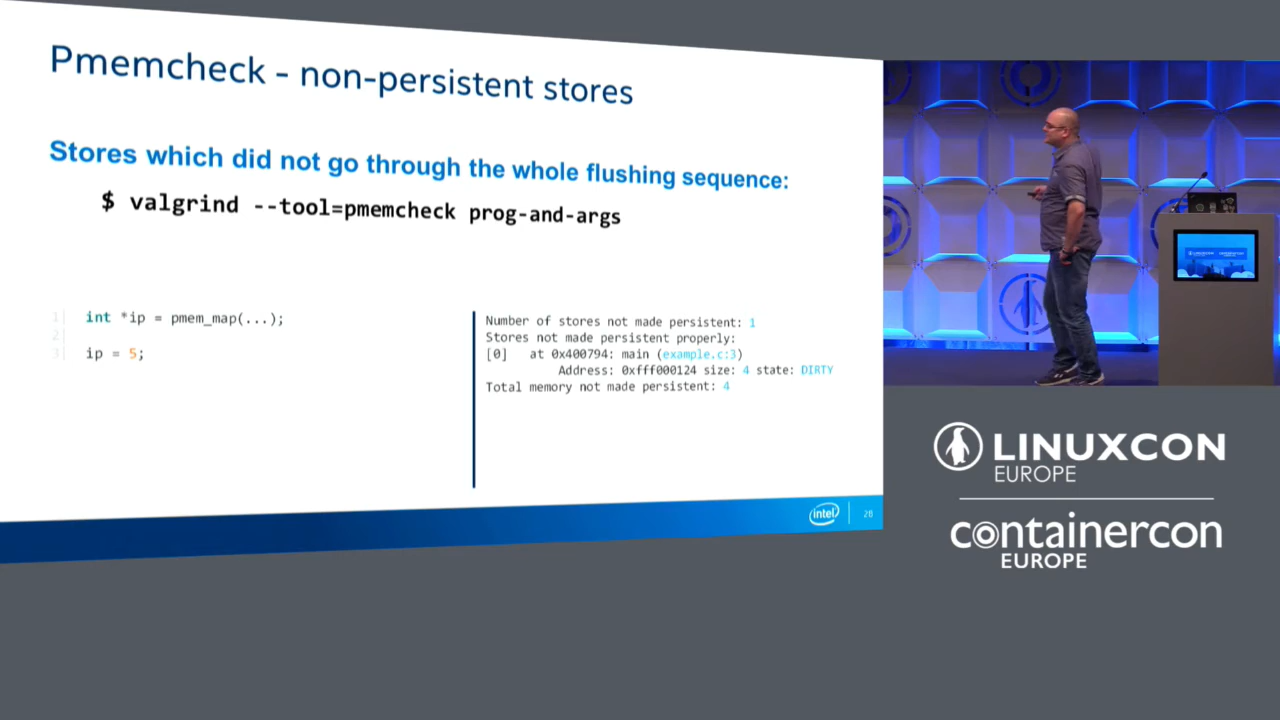 Pmemcheck - non-persistent stores
Stores which did not go through the whole flushing sequence:
$ valgrind --tool=pmemcheck prog-and-args
1 int *ip = pmem_map(...);
2
3 ip = 5;
Number of stores not made persistent: 1
Stores not made persistent properly:
[0] at 0x400794: main (example.c:3)
Address: 0xfff000124 size: 4 state: DIRTY
Total memory not made persistent: 4
intel
28
LINUXCON
EUROPE
containercon
EUROPE